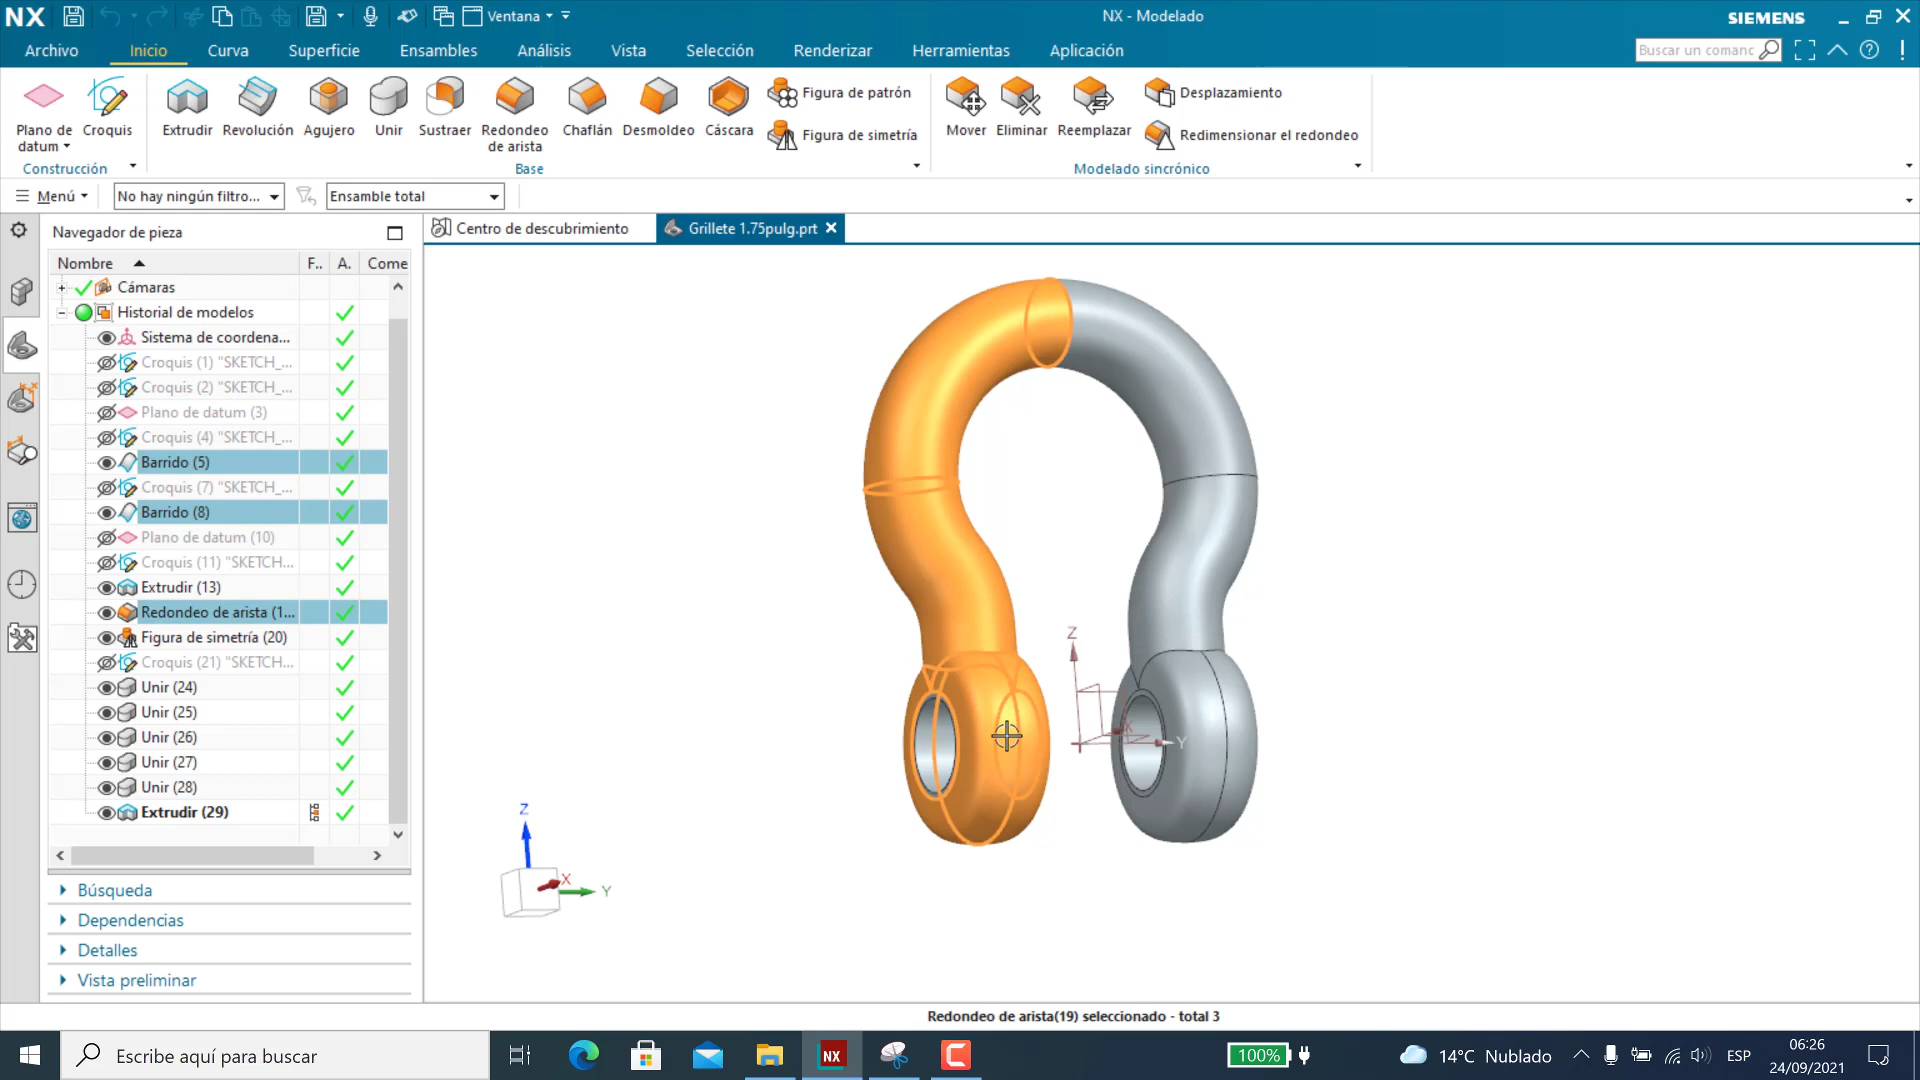 NX
Ventana
NX - Modelado
SIEMENS
Archivo
Inicio
Curva
Superficie
Ensambles
Análisis
Vista
Selección
Renderizar
Herramientas
Aplicación
Buscar un comanc
Plano de datum
Croquis
Extrudir
Revolución
Agujero
Unir
Sustraer
Redondeo de arista
Chaflán
Desmoldeo
Cáscara
Figura de patrón
Figura de simetría
Mover
Eliminar
Reemplazar
Desplazamiento
Redimensionar el redondeo
Construcción
Base
Modelado sincrónico
Menú
No hay ningún filtro...
Ensamble total
Navegador de pieza
Centro de descubrimiento
Grillete 1.75pulg.prt
Nombre F.. A. Come
Cámaras
Historial de modelos
Sistema de coordena...
Croquis (1) "SKETCH_...
Croquis (2) "SKETCH_...
Plano de datum (3)
Croquis (4) "SKETCH_...
Barrido (5)
Croquis (7) "SKETCH_...
Barrido (8)
Plano de datum (10)
Croquis (11) "SKETCH...
Extrudir (13)
Redondeo de arista (1...
Figura de simetría (20)
Croquis (21) "SKETCH...
Unir (24)
Unir (25)
Unir (26)
Unir (27)
Unir (28)
Extrudir (29)
Búsqueda
Dependencias
Detalles
Vista preliminar
Z
X
Y
Z
X
Y
Redondeo de arista(19) seleccionado - total 3
Escribe aquí para buscar
NX
100%
14°C Nublado
ESP
06:26
24/09/2021